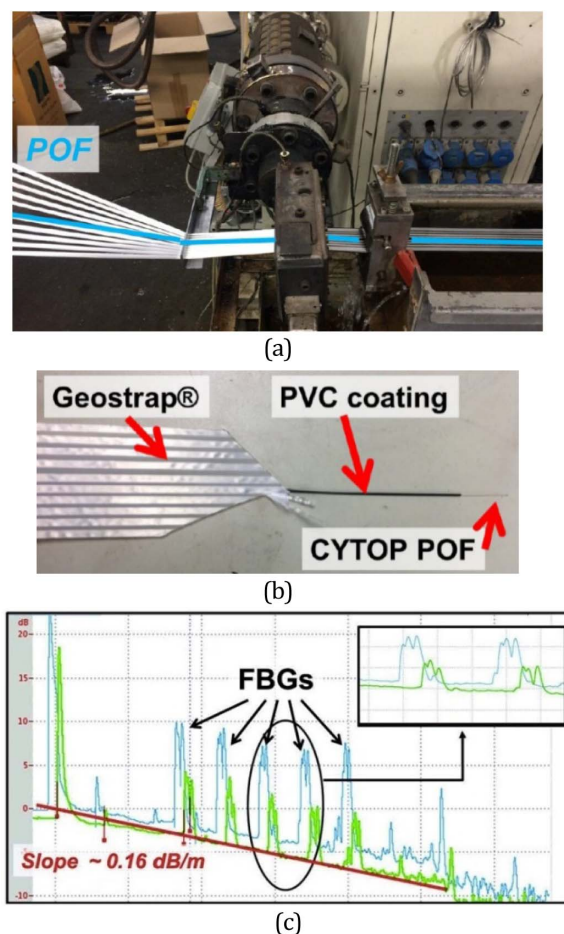 POF
(a)
Geostrap®
PVC coating
CYTOP POF
(b)
dB
20
15
10
5
0
-5
-10
FBGs
Slope ~ 0.16 dB/m
(c)